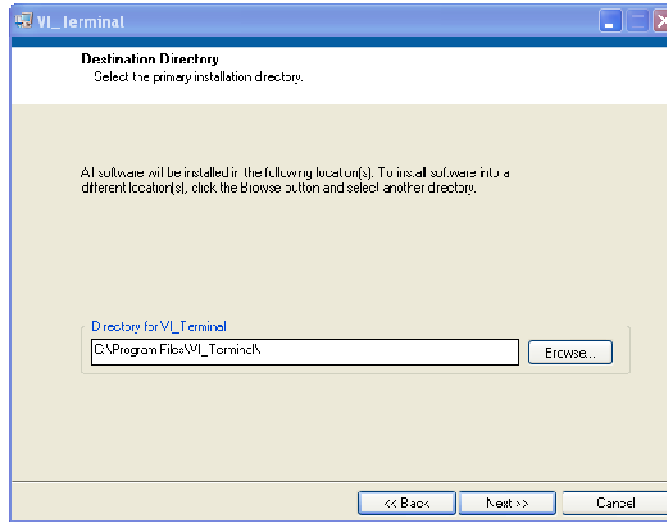 VI_Terminal
Destination Directory
Select the primary installation directory.
All software will be installed in the following location(s). To install software into a
different location(s), click the Browse button and select another directory.
Directory for VI_Terminal
C:\Program Files\VI_Terminal\
Browse...
<< Back
Next >>
Cancel